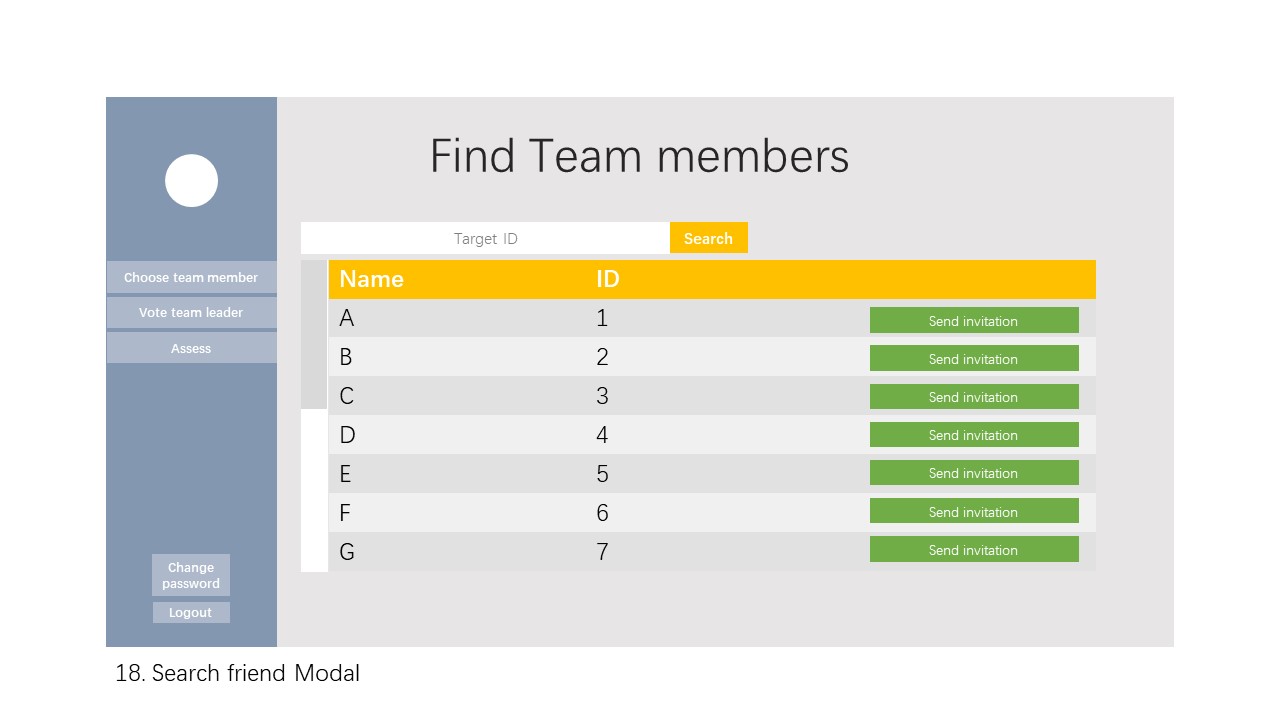 Find Team members
Target ID
Search
Choose team member
Vote team leader
Assess
Name ID
A 1 Send invitation
B 2 Send invitation
C 3 Send invitation
D 4 Send invitation
E 5 Send invitation
F 6 Send invitation
G 7 Send invitation
Change
password
Logout
18. Search friend Modal